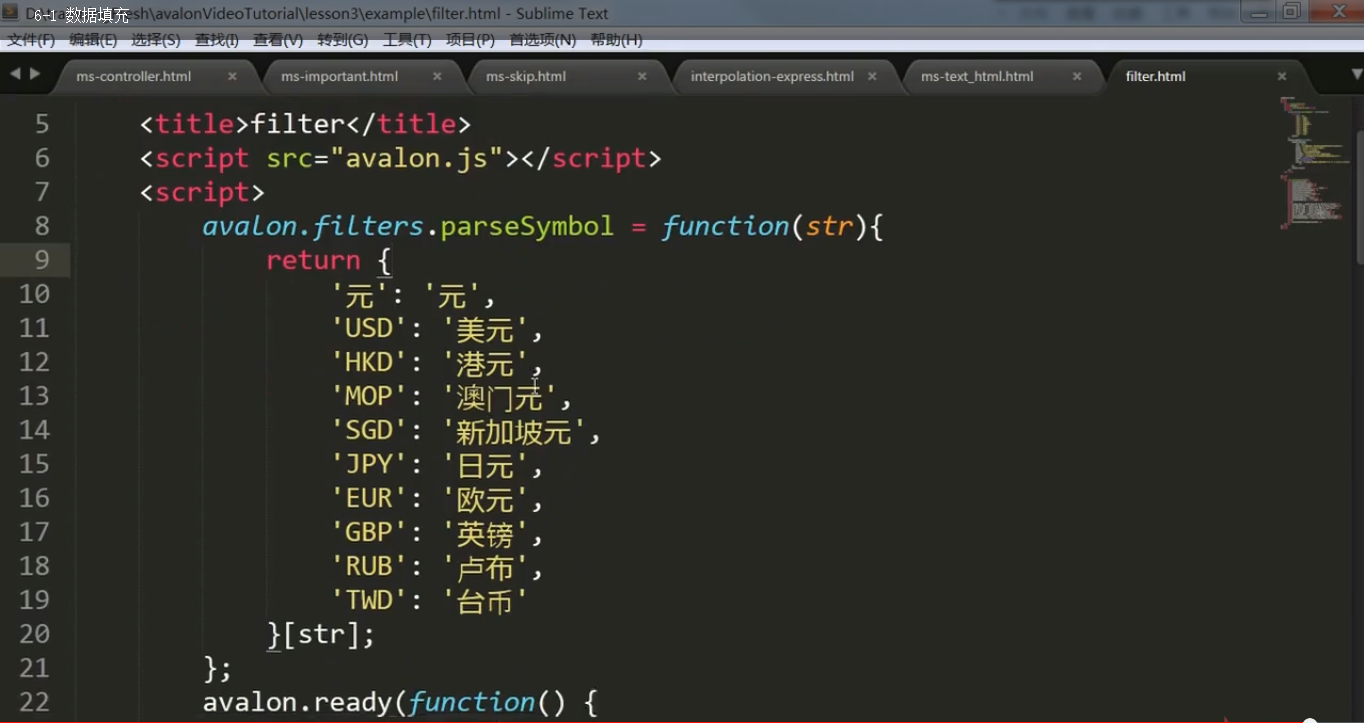 6-1 数据填充
esh\avalonVideoTutorial\lesson3\example\filter.html - Sublime Text
文件(F) 编辑(E) 选择(S) 查找(I) 查看(V) 转到(G) 工具(T) 项目(P) 首选项(N) 帮助(H)
ms-controller.html ms-important.html ms-skip.html interpolation-express.html ms-text_html.html filter.html
5 <title>filter</title>
6 <script src="avalon.js"></script>
7 <script>
8 avalon.filters.parseSymbol = function(str){
9 return {
10 '元': '元',
11 'USD': '美元',
12 'HKD': '港元',
13 'MOP': '澳门元',
14 'SGD': '新加坡元',
15 'JPY': '日元',
16 'EUR': '欧元',
17 'GBP': '英镑',
18 'RUB': '卢布',
19 'TWD': '台币'
20 }[str];
21 };
22 avalon.ready(function() {